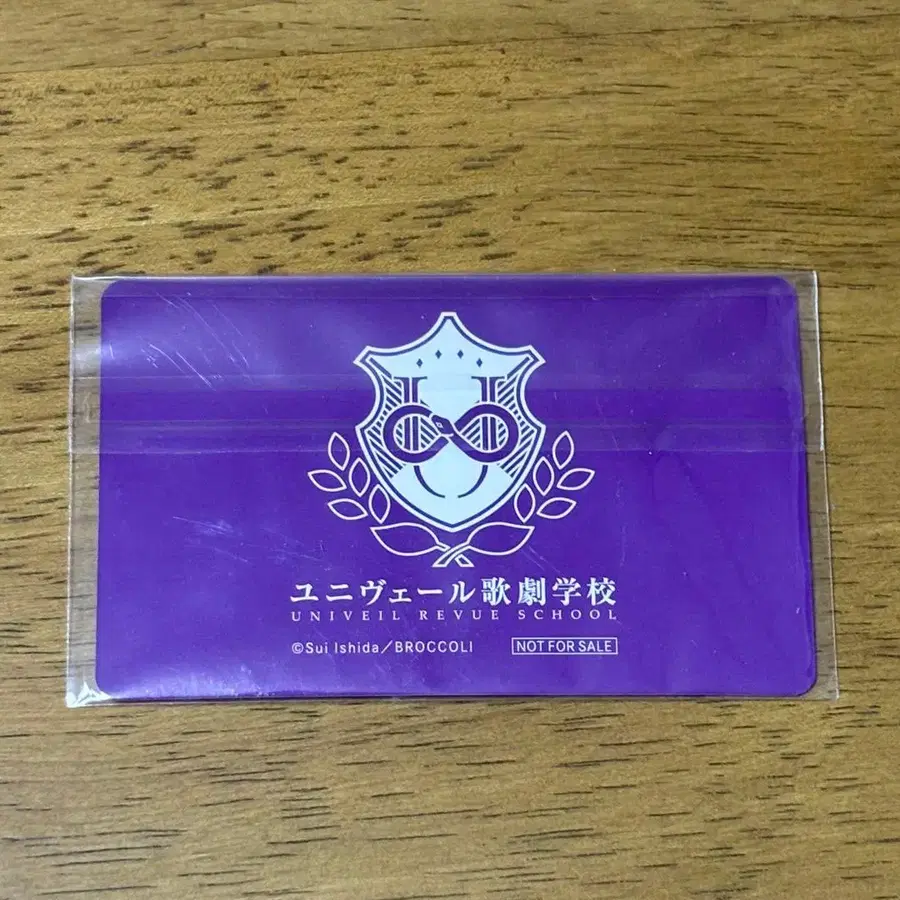 U
ユニヴェール歌劇学校
UNIVEIL REVUE SCHOOL
©Sui Ishida/BROCCOLI
NOT FOR SALE